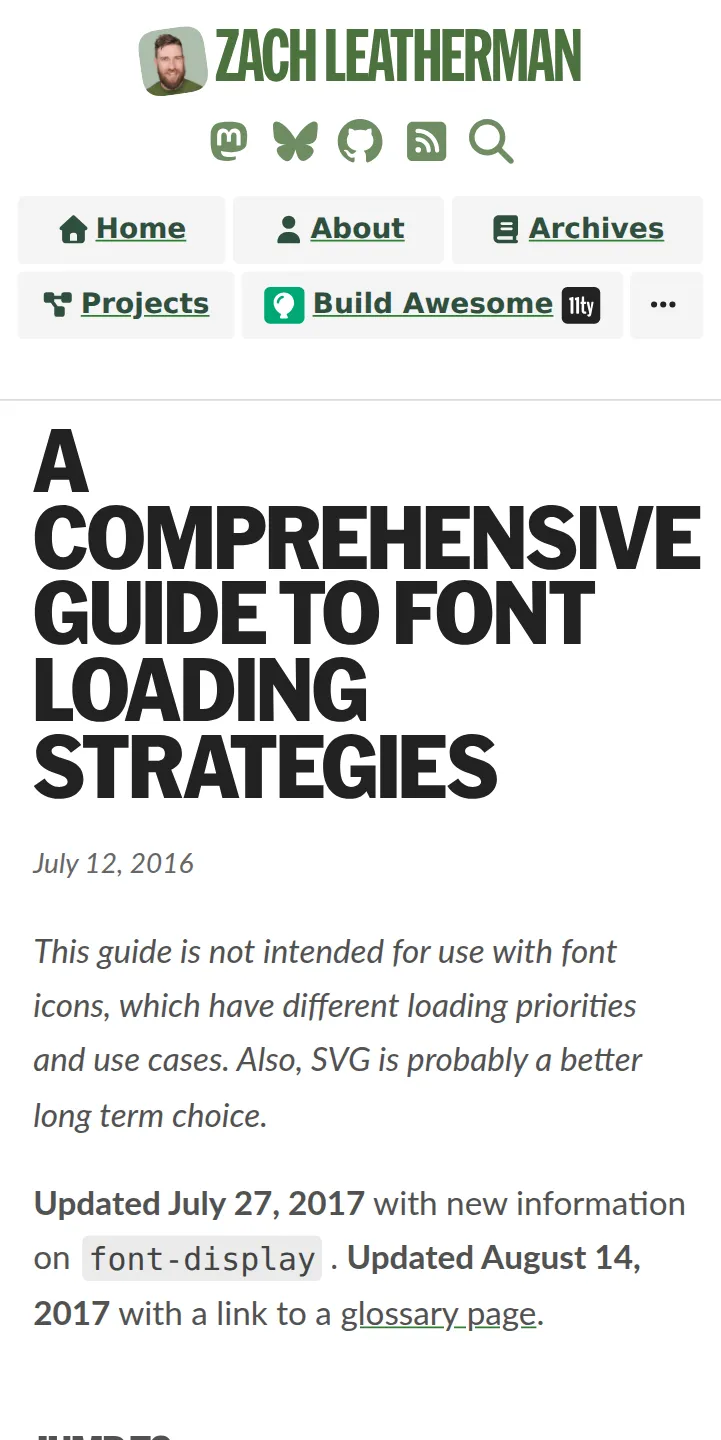 ZACH LEATHERMAN
Home About Archives
Projects Build Awesome 11ty ...
A
COMPREHENSIVE
GUIDE TO FONT
LOADING
STRATEGIES
July 12, 2016
This guide is not intended for use with font
icons, which have different loading priorities
and use cases. Also, SVG is probably a better
long term choice.
Updated July 27, 2017 with new information
on font-display . Updated August 14,
2017 with a link to a glossary page.